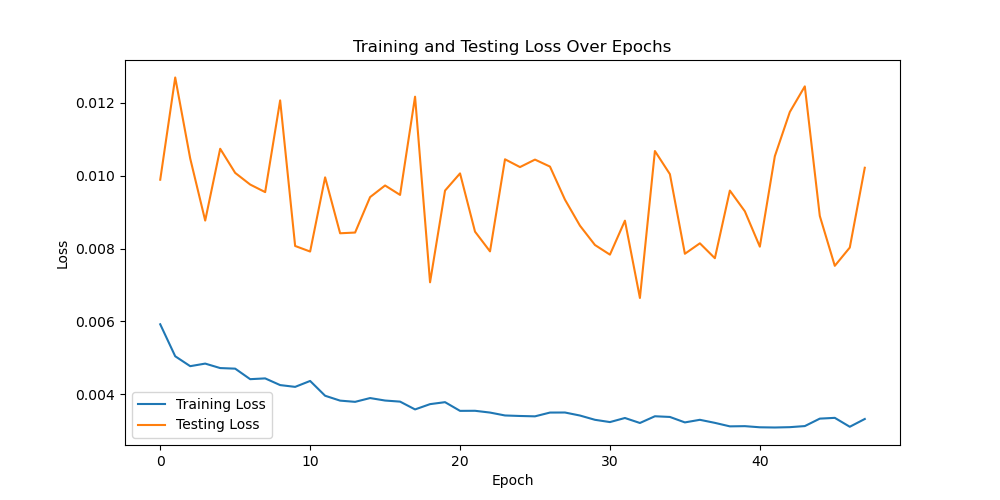 Training and Testing Loss Over Epochs
0.012
0.010
0.008
0.006
0.004
Loss
Training Loss
Testing Loss
0 10 20 30 40
Epoch